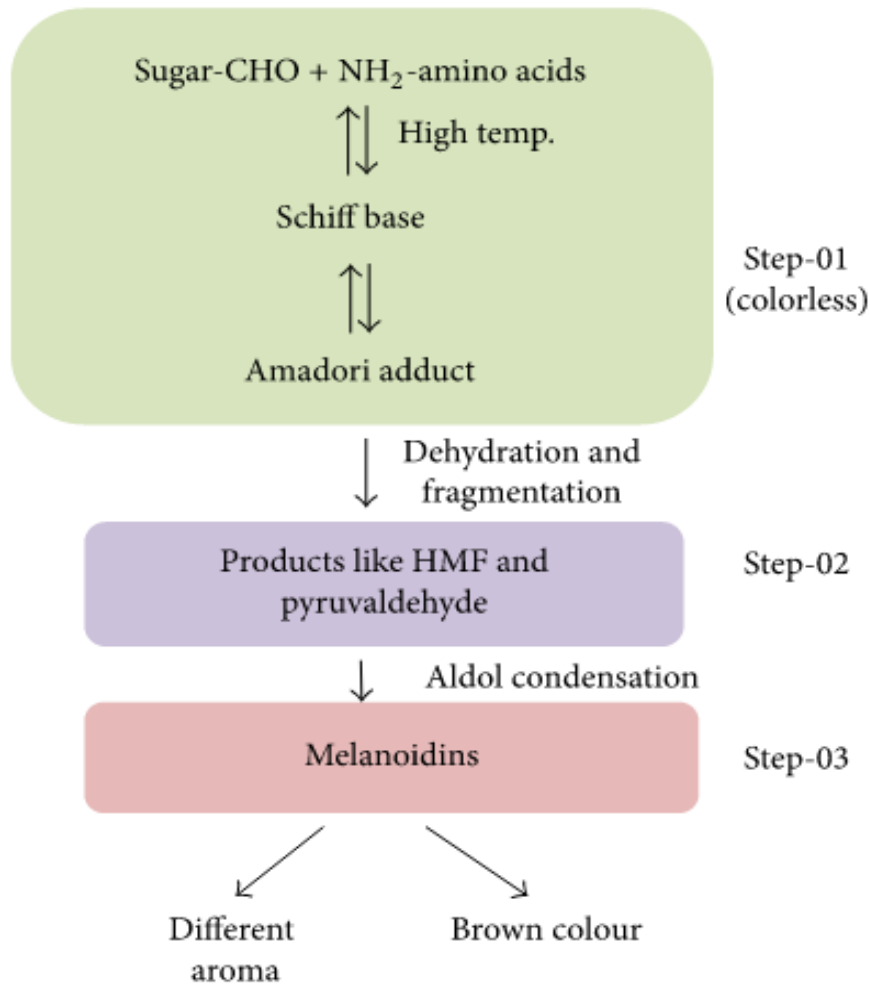 Sugar-CHO + NH₂-amino acids
High temp.
Schiff base
Step-01
(colorless)
Amadori adduct
Dehydration and
fragmentation
Products like HMF and
pyruvaldehyde
Step-02
Aldol condensation
Melanoidins
Step-03
Different
aroma
Brown colour